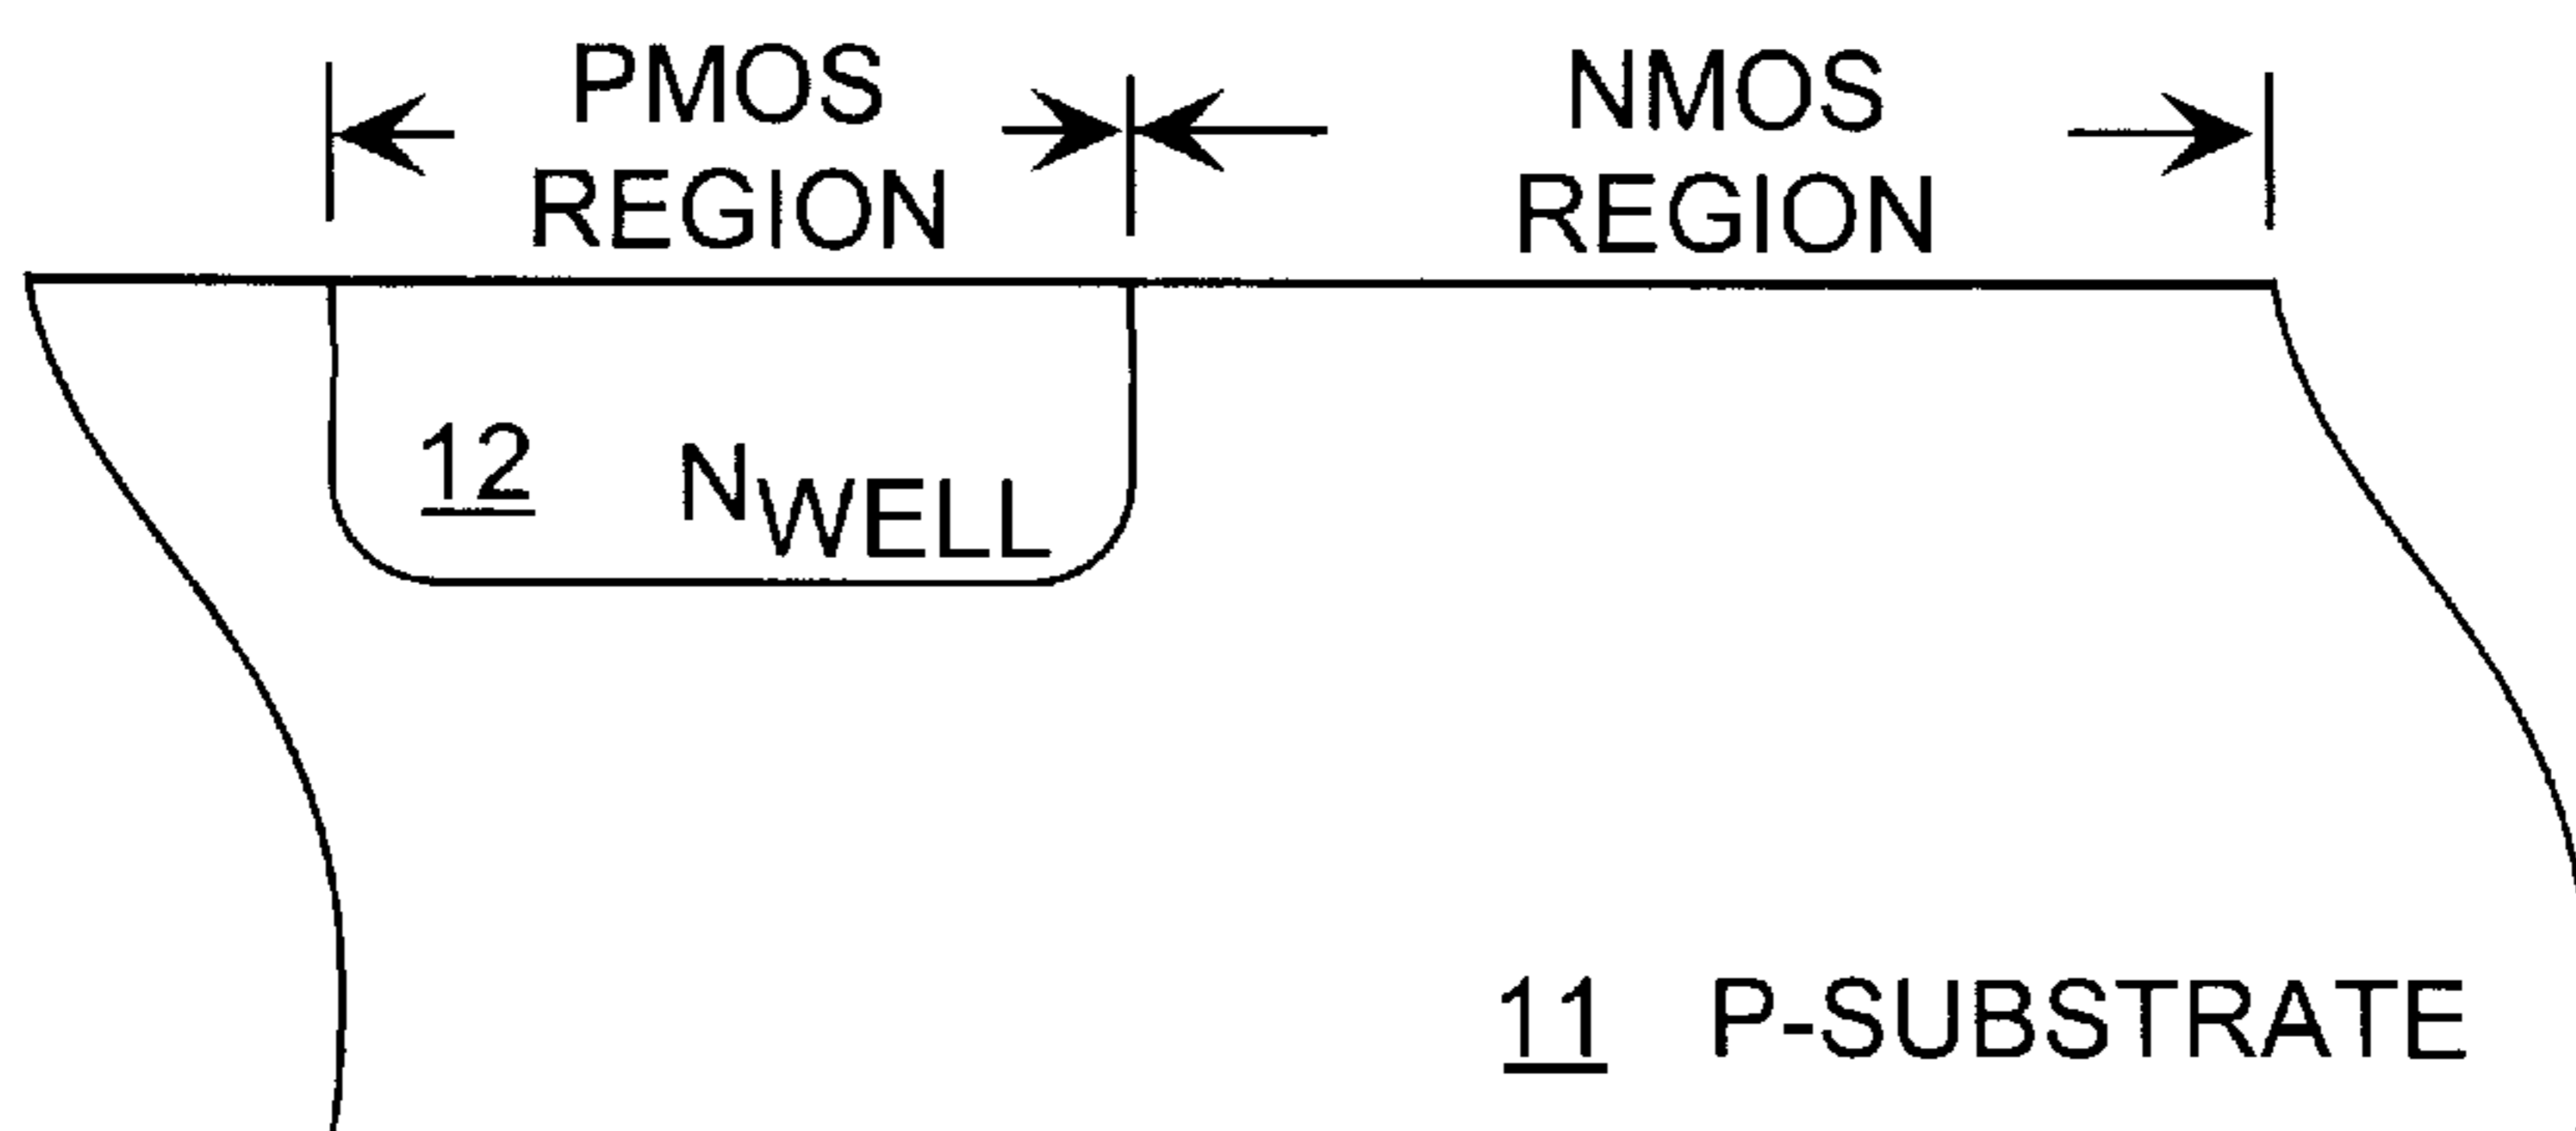 PMOS
REGION
NMOS
REGION
12 NWELL
11 P-SUBSTRATE